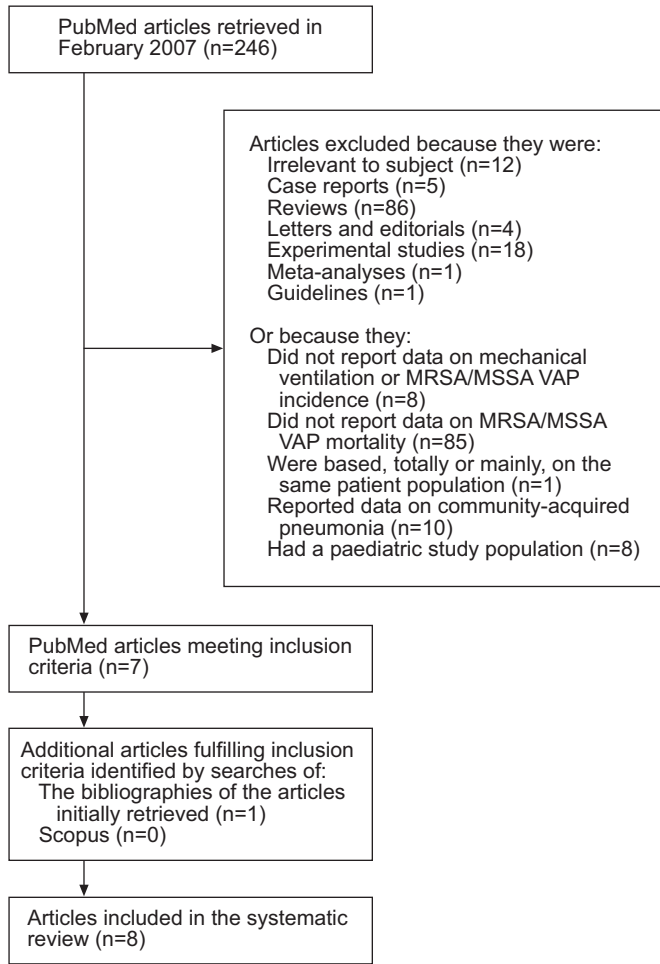 PubMed articles retrieved in
February 2007 (n=246)
Articles excluded because they were:
Irrelevant to subject (n=12)
Case reports (n=5)
Reviews (n=86)
Letters and editorials (n=4)
Experimental studies (n=18)
Meta-analyses (n=1)
Guidelines (n=1)
Or because they:
Did not report data on mechanical
ventilation or MRSA/MSSA VAP
incidence (n=8)
Did not report data on MRSA/MSSA
VAP mortality (n=85)
Were based, totally or mainly, on the
same patient population (n=1)
Reported data on community-acquired
pneumonia (n=10)
Had a paediatric study population (n=8)
PubMed articles meeting inclusion
criteria (n=7)
Additional articles fulfilling inclusion
criteria identified by searches of:
The bibliographies of the articles
initially retrieved (n=1)
Scopus (n=0)
Articles included in the systematic
review (n=8)